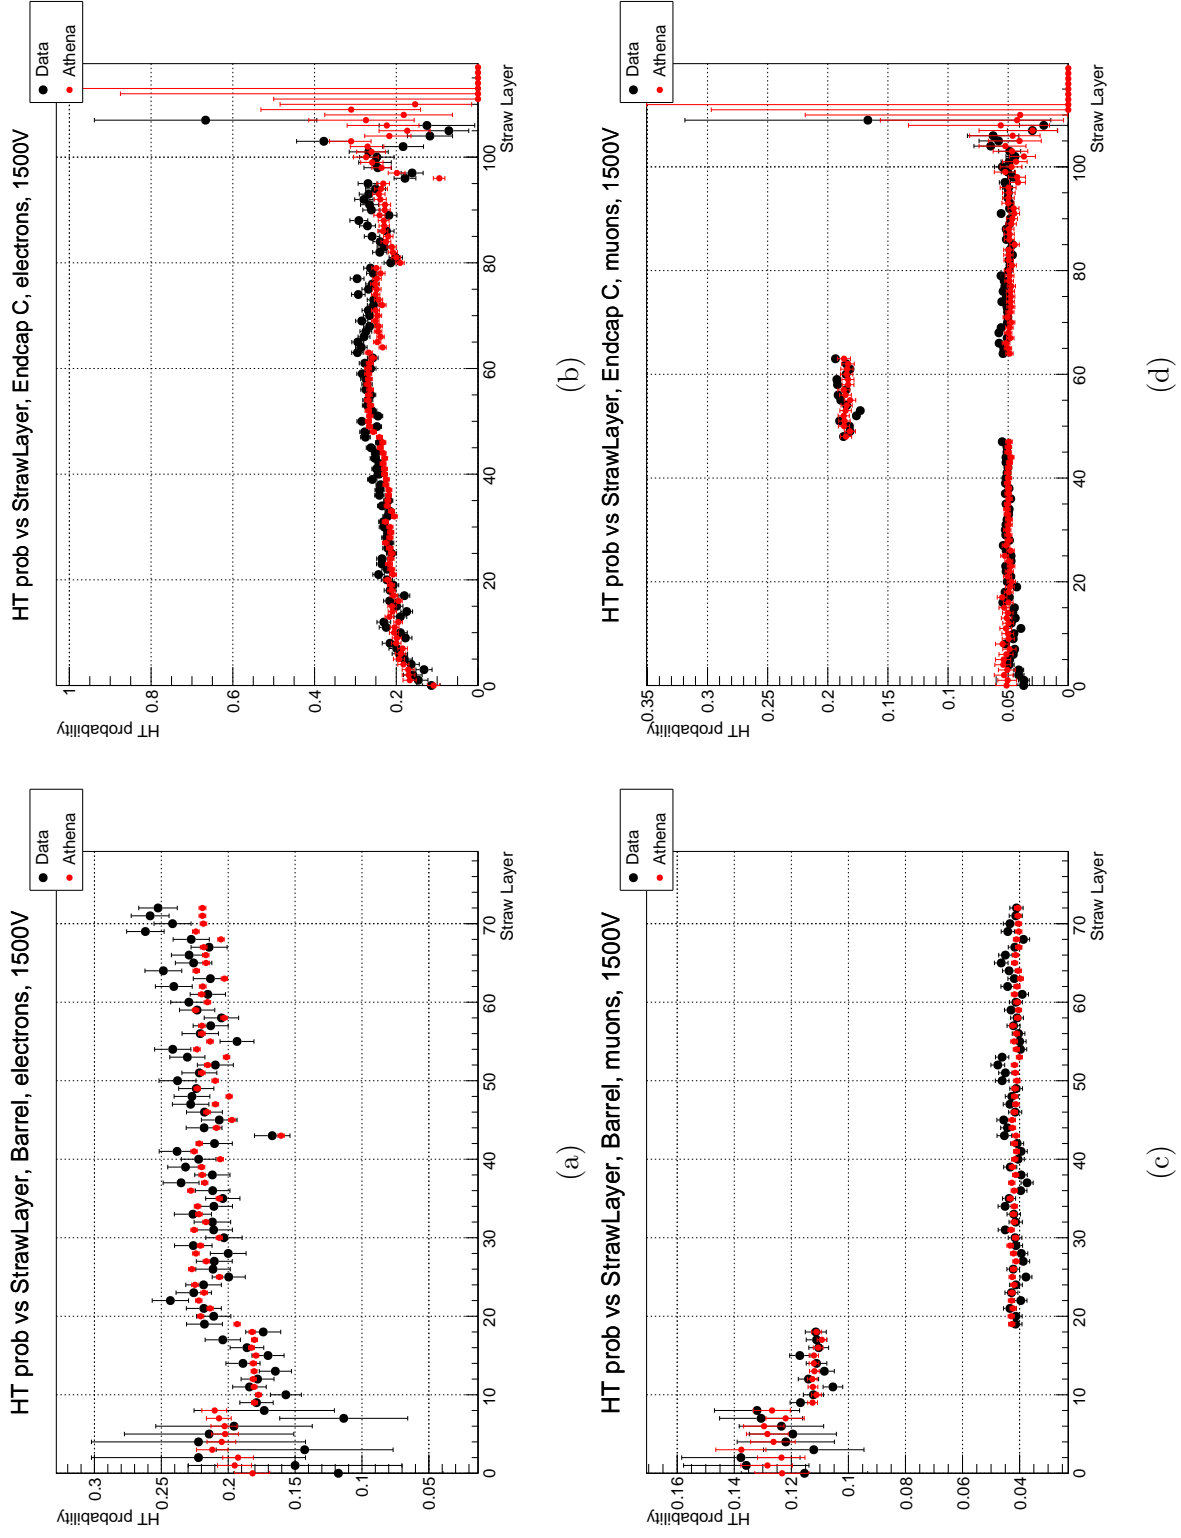 HT prob vs StrawLayer, Barrel, electrons, 1500V
HT probability
0.3
0.25
0.2
0.15
0.1
0.05
0 10 20 30 40 50 60 70
Straw Layer
Data
Athena
(a)
HT prob vs StrawLayer, Endcap C, electrons, 1500V
HT probability
1
0.8
0.6
0.4
0.2
0
0 20 40 60 80 100
Straw Layer
Data
Athena
(b)
HT prob vs StrawLayer, Barrel, muons, 1500V
HT probability
0.16
0.14
0.12
0.1
0.08
0.06
0.04
0 10 20 30 40 50 60 70
Straw Layer
Data
Athena
(c)
HT prob vs StrawLayer, Endcap C, muons, 1500V
HT probability
0.35
0.3
0.25
0.2
0.15
0.1
0.05
0
0 20 40 60 80 100
Straw Layer
Data
Athena
(d)